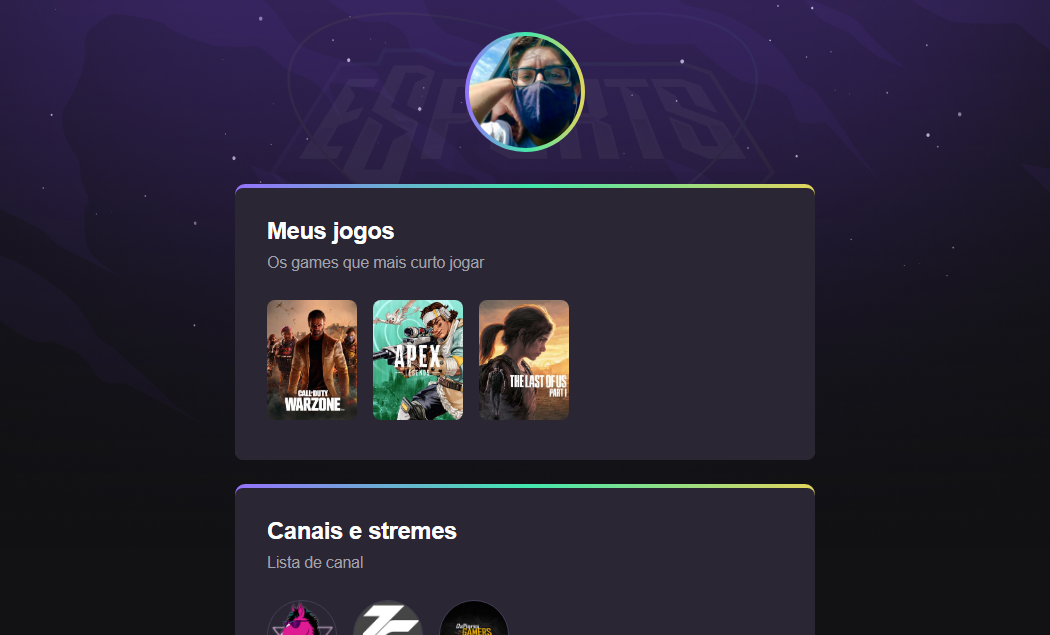 ESPORTS
Meus jogos
Os games que mais curto jogar
CALL OF DUTY
WARZONE
APEX
LEGENDS
THE LAST OF US
PART I
Canais e stremes
Lista de canal
GAMERS